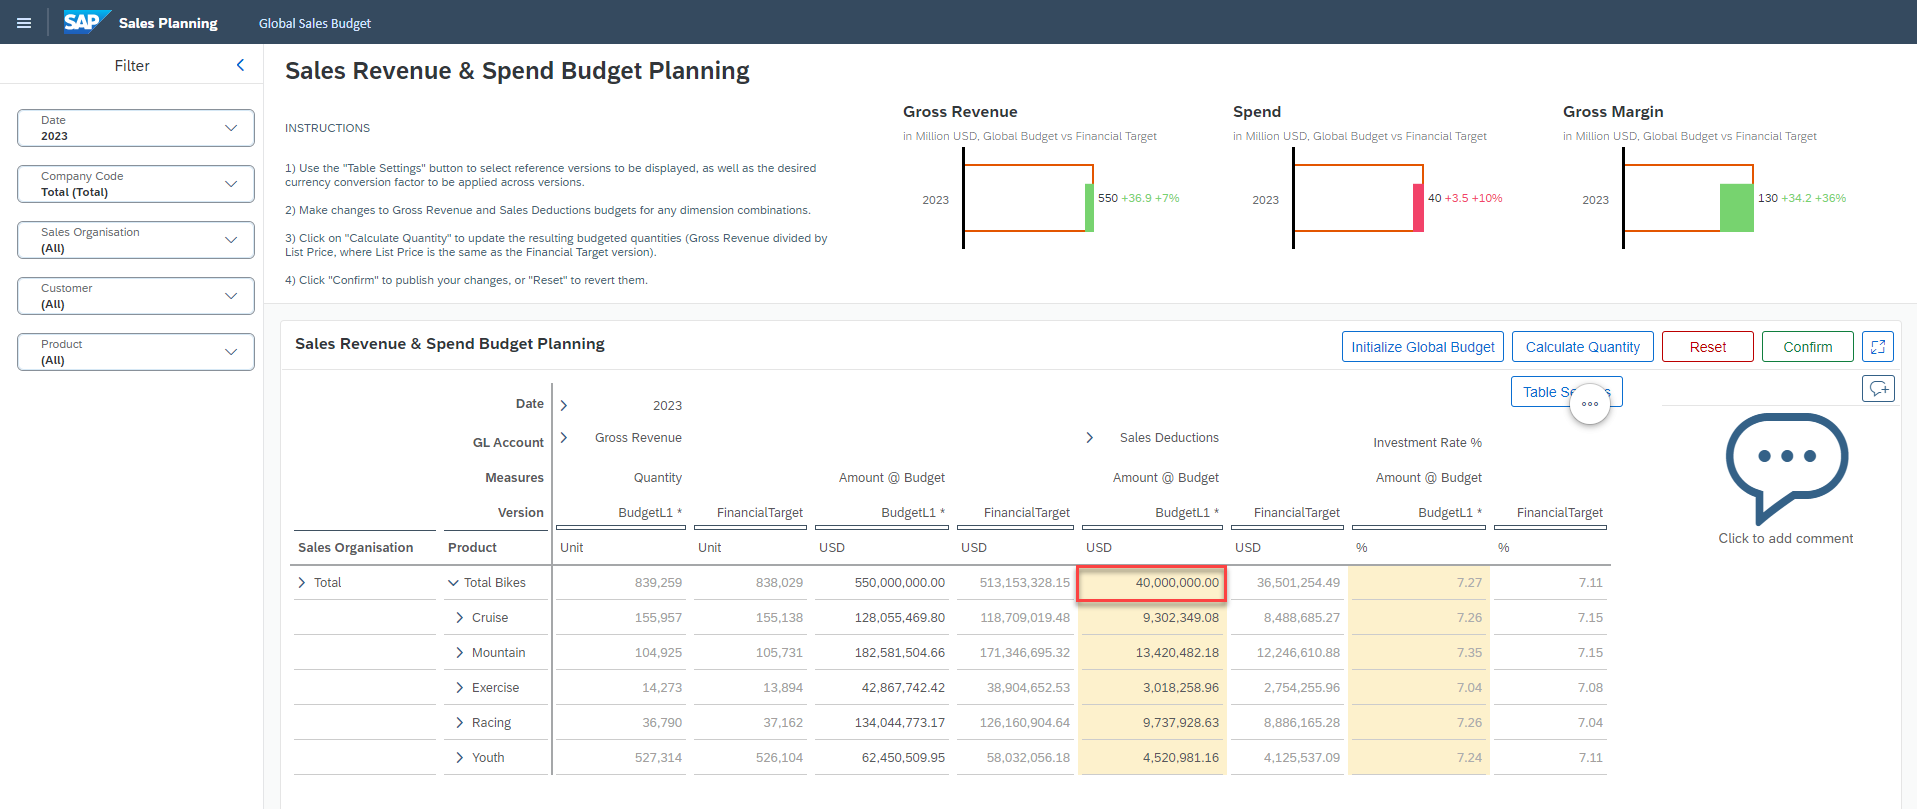 SAP Sales Planning Global Sales Budget
Filter
Date
2023
Company Code
Total (Total)
Sales Organisation
(All)
Customer
(All)
Product
(All)
Sales Revenue & Spend Budget Planning
INSTRUCTIONS
1) Use the "Table Settings" button to select reference versions to be displayed, as well as the desired
currency conversion factor to be applied across versions.
2) Make changes to Gross Revenue and Sales Deductions budgets for any dimension combinations.
3) Click on "Calculate Quantity" to update the resulting budgeted quantities (Gross Revenue divided by
List Price, where List Price is the same as the Financial Target version).
4) Click "Confirm" to publish your changes, or "Reset" to revert them.
Gross Revenue
in Million USD, Global Budget vs Financial Target
2023 550 +36.9 +7%
Spend
in Million USD, Global Budget vs Financial Target
2023 40 +3.5 +10%
Gross Margin
in Million USD, Global Budget vs Financial Target
2023 130 +34.2 +36%
Sales Revenue & Spend Budget Planning
Initialize Global Budget Calculate Quantity Reset Confirm
Table Se
Date 2023
GL Account Gross Revenue Sales Deductions Investment Rate %
Measures Quantity Amount @ Budget Amount @ Budget Amount @ Budget
Version BudgetL1 * FinancialTarget BudgetL1 * FinancialTarget BudgetL1 * FinancialTarget BudgetL1 * FinancialTarget
Sales Organisation Product Unit Unit USD USD USD USD % %
Total Total Bikes 839,259 838,029 550,000,000.00 513,153,328.15 40,000,000.00 36,501,254.49 7.27 7.11
Cruise 155,957 155,138 128,055,469.80 118,709,019.48 9,302,349.08 8,488,685.27 7.26 7.15
Mountain 104,925 105,731 182,581,504.66 171,346,695.32 13,420,482.18 12,246,610.88 7.35 7.15
Exercise 14,273 13,894 42,867,742.42 38,904,652.53 3,018,258.96 2,754,255.96 7.04 7.08
Racing 36,790 37,162 134,044,773.17 126,160,904.64 9,737,928.63 8,886,165.28 7.26 7.04
Youth 527,314 526,104 62,450,509.95 58,032,056.18 4,520,981.16 4,125,537.09 7.24 7.11
Click to add comment